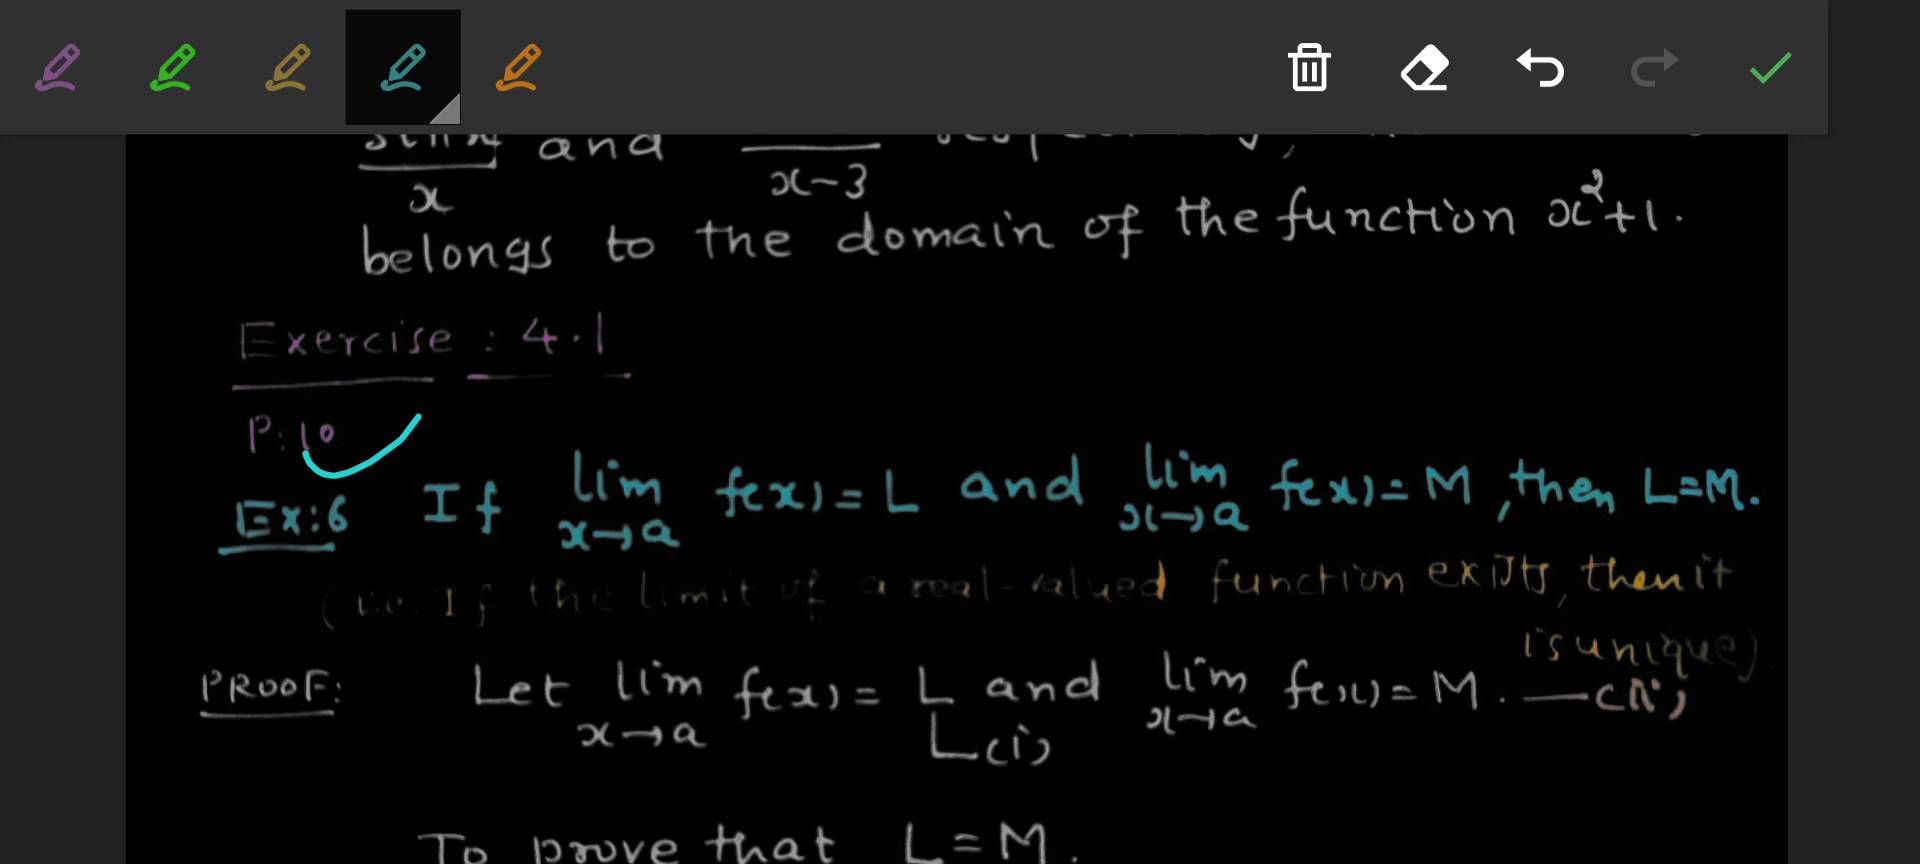 sin x and
x x-3
belongs to the domain of the function x²+1.
Exercise : 4.1
P:10
Ex:6 If lim f(x)=L and lim f(x)=M, then L=M.
x→a x→a
(i.e. If the limit of a real-valued function exists, then it
is unique).
PROOF: Let lim f(x)= L and lim f(x)=M. —(ii)
x→a L(i) x→a
To prove that L=M.